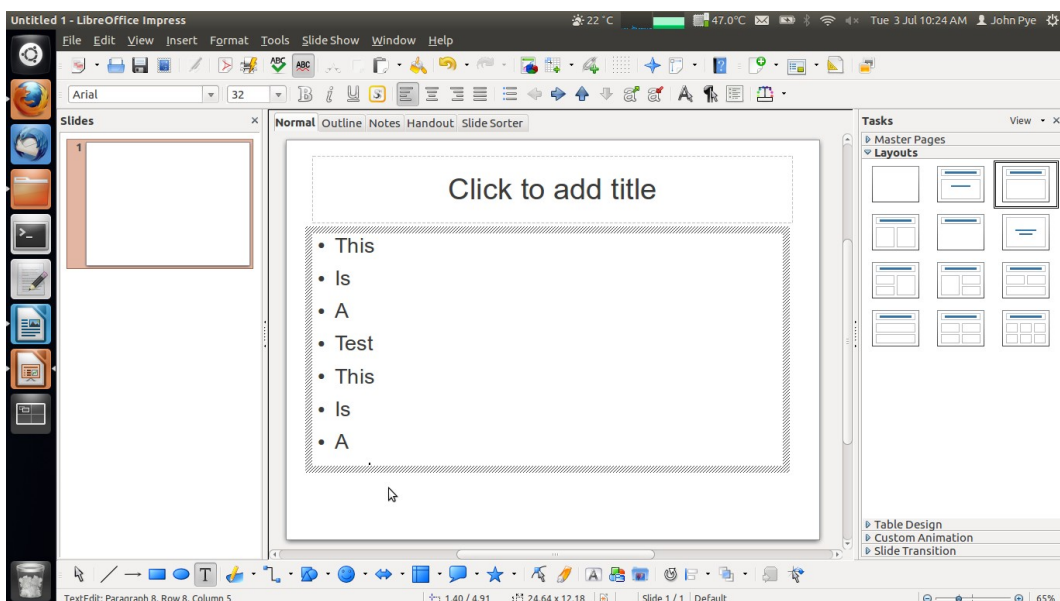 Untitled 1 - LibreOffice Impress
22 °C
47.0°C
Tue 3 Jul 10:24 AM
John Pye
File Edit View Insert Format Tools Slide Show Window Help
Arial
32
Slides
Normal Outline Notes Handout Slide Sorter
Tasks
View
Master Pages
Layouts
1
Click to add title
• This
• Is
• A
• Test
• This
• Is
• A
Table Design
Custom Animation
Slide Transition
TextEdit: Paragraph 8, Row 8, Column 5
1.40 / 4.91
24.64 x 12.18
Slide 1 / 1
Default
65%